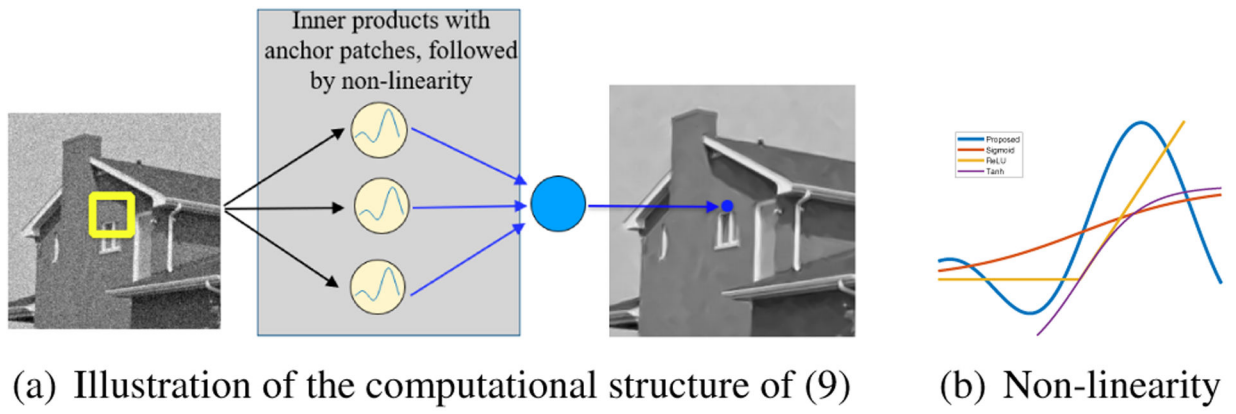 Inner products with
anchor patches, followed
by non-linearity
Proposed
Sigmoid
ReLU
Tanh
(a) Illustration of the computational structure of (9)
(b) Non-linearity